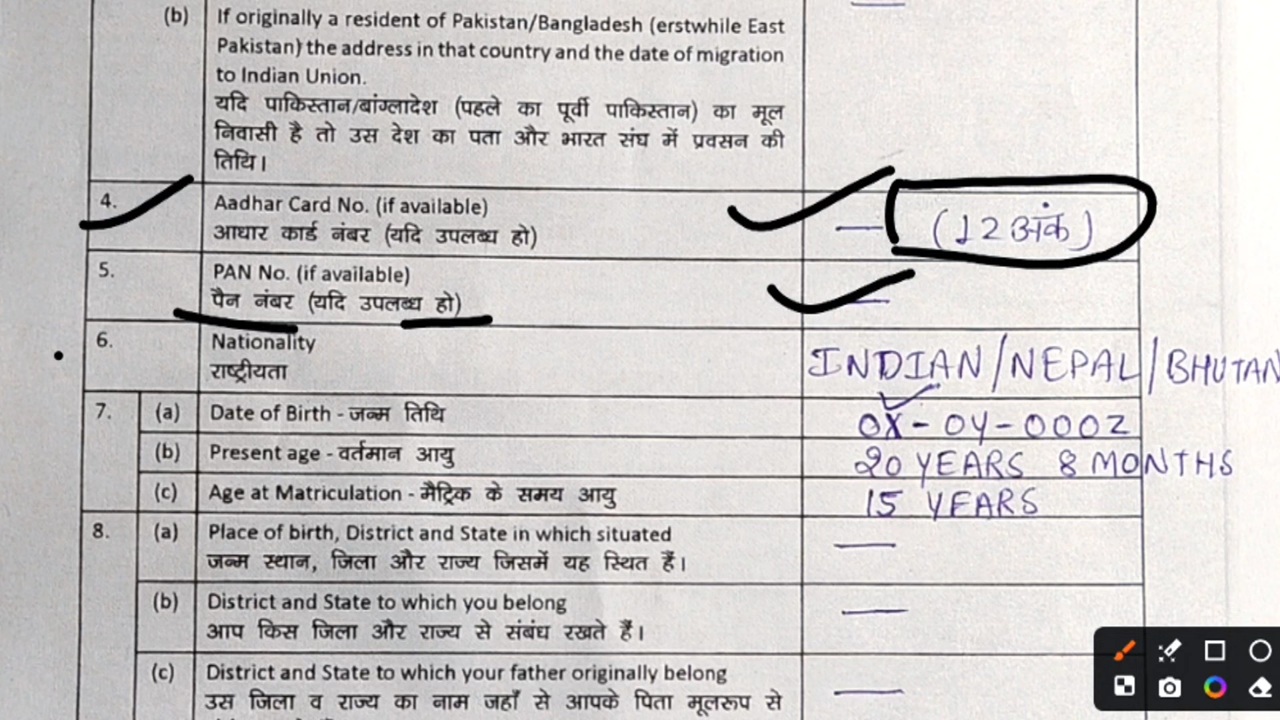 (b) If originally a resident of Pakistan/Bangladesh (erstwhile East
Pakistan) the address in that country and the date of migration
to Indian Union.
यदि पाकिस्तान/बांग्लादेश (पहले का पूर्वी पाकिस्तान) का मूल
निवासी है तो उस देश का पता और भारत संघ में प्रवसन की
तिथि।
4. Aadhar Card No. (if available)
आधार कार्ड नंबर (यदि उपलब्ध हो)
(12 अंक)
5. PAN No. (if available)
पैन नंबर (यदि उपलब्ध हो)
6. Nationality
राष्ट्रीयता
INDIAN/NEPAL/BHUTAN
7. (a) Date of Birth - जन्म तिथि 0X-0Y-0002
(b) Present age - वर्तमान आयु 20 YEARS 8 MONTHS
(c) Age at Matriculation - मैट्रिक के समय आयु 15 YEARS
8. (a) Place of birth, District and State in which situated
जन्म स्थान, जिला और राज्य जिसमें यह स्थित हैं।
(b) District and State to which you belong
आप किस जिला और राज्य से संबंध रखते हैं।
(c) District and State to which your father originally belong
उस जिला व राज्य का नाम जहाँ से आपके पिता मूलरूप से